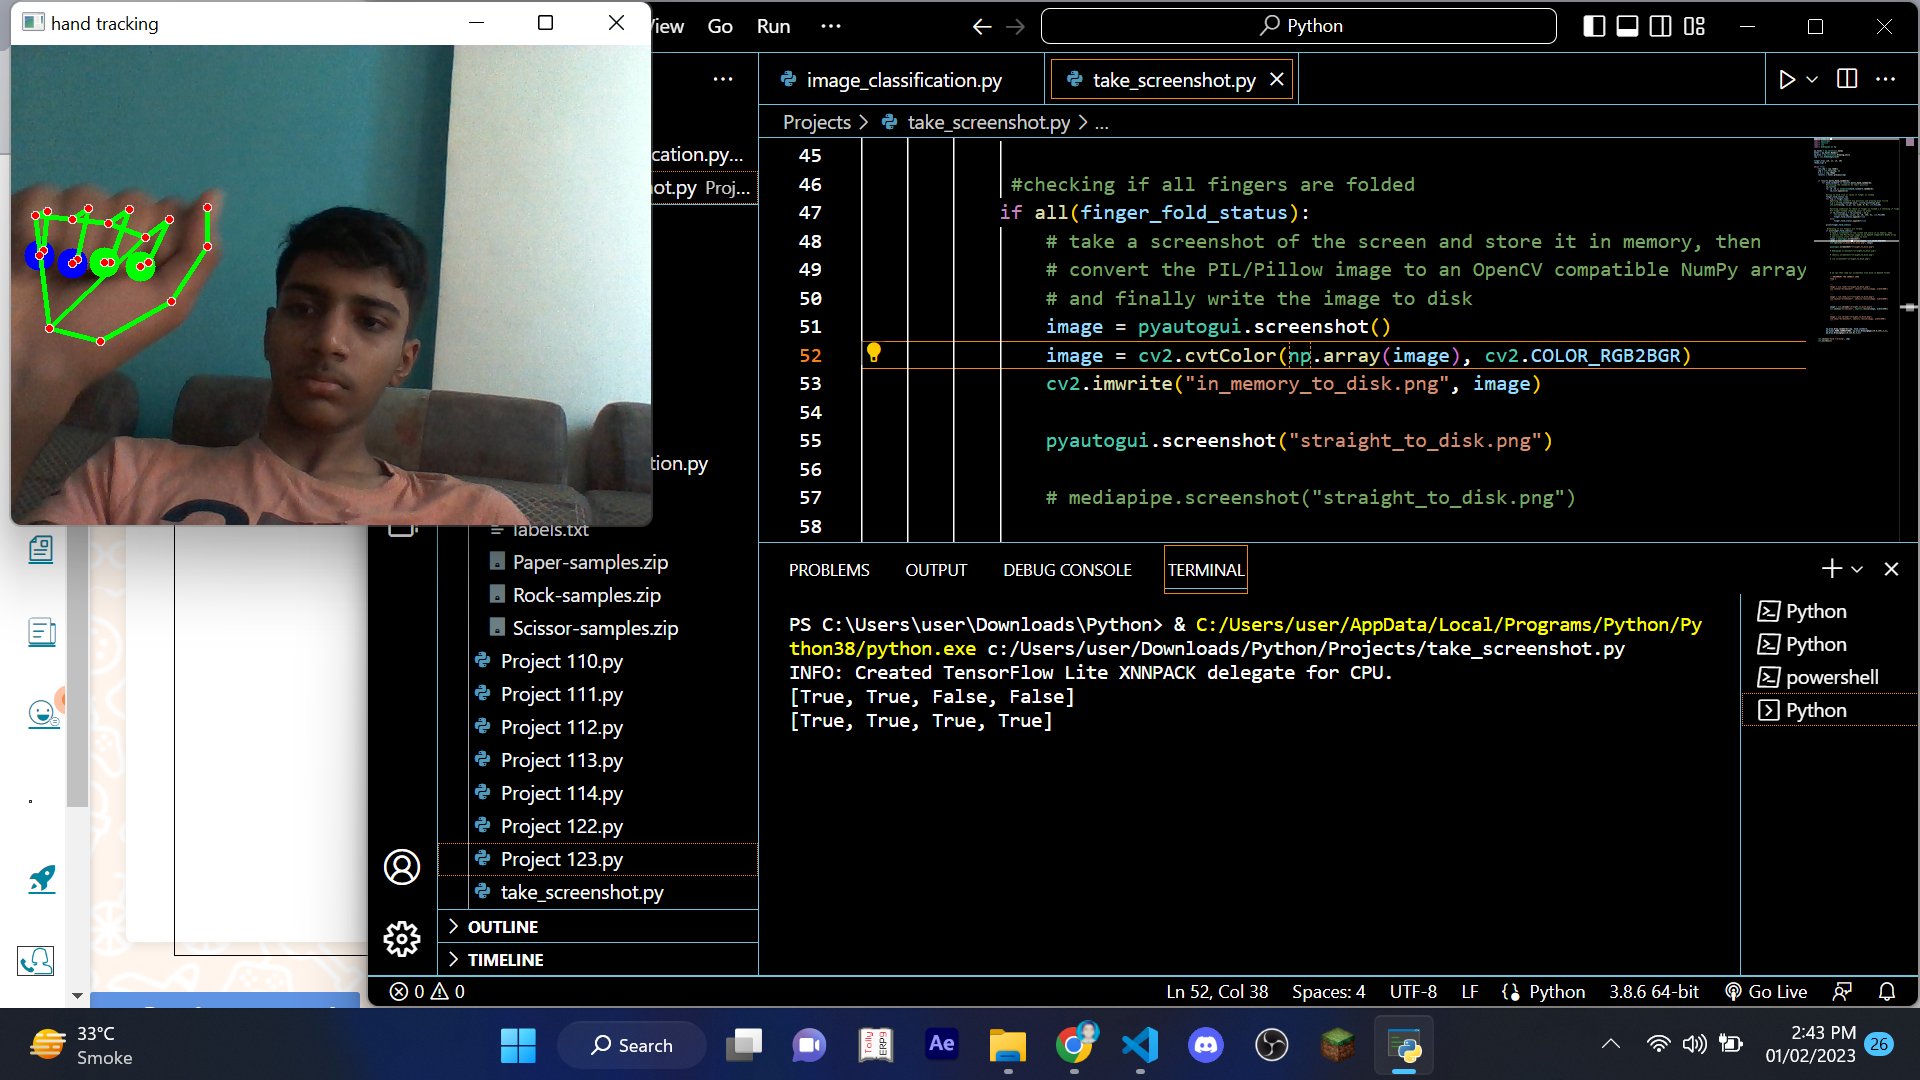 hand tracking
View Go Run ...
Python
image_classification.py
take_screenshot.py
Projects > take_screenshot.py > ...
cation.py...
ot.py Proj...
tion.py
labels.txt
Paper-samples.zip
Rock-samples.zip
Scissor-samples.zip
Project 110.py
Project 111.py
Project 112.py
Project 113.py
Project 114.py
Project 122.py
Project 123.py
take_screenshot.py
OUTLINE
TIMELINE
45
46 #checking if all fingers are folded
47 if all(finger_fold_status):
48 # take a screenshot of the screen and store it in memory, then
49 # convert the PIL/Pillow image to an OpenCV compatible NumPy array
50 # and finally write the image to disk
51 image = pyautogui.screenshot()
52 image = cv2.cvtColor(np.array(image), cv2.COLOR_RGB2BGR)
53 cv2.imwrite("in_memory_to_disk.png", image)
54
55 pyautogui.screenshot("straight_to_disk.png")
56
57 # mediapipe.screenshot("straight_to_disk.png")
58
PROBLEMS OUTPUT DEBUG CONSOLE TERMINAL
PS C:\Users\user\Downloads\Python> & C:/Users/user/AppData/Local/Programs/Python/Py
thon38/python.exe c:/Users/user/Downloads/Python/Projects/take_screenshot.py
INFO: Created TensorFlow Lite XNNPACK delegate for CPU.
[True, True, False, False]
[True, True, True, True]
Python
Python
powershell
Python
0 0
Ln 52, Col 38 Spaces: 4 UTF-8 LF Python 3.8.6 64-bit Go Live
33°C
Smoke
Search
Tally
ERP9
Ae
2:43 PM
01/02/2023
26